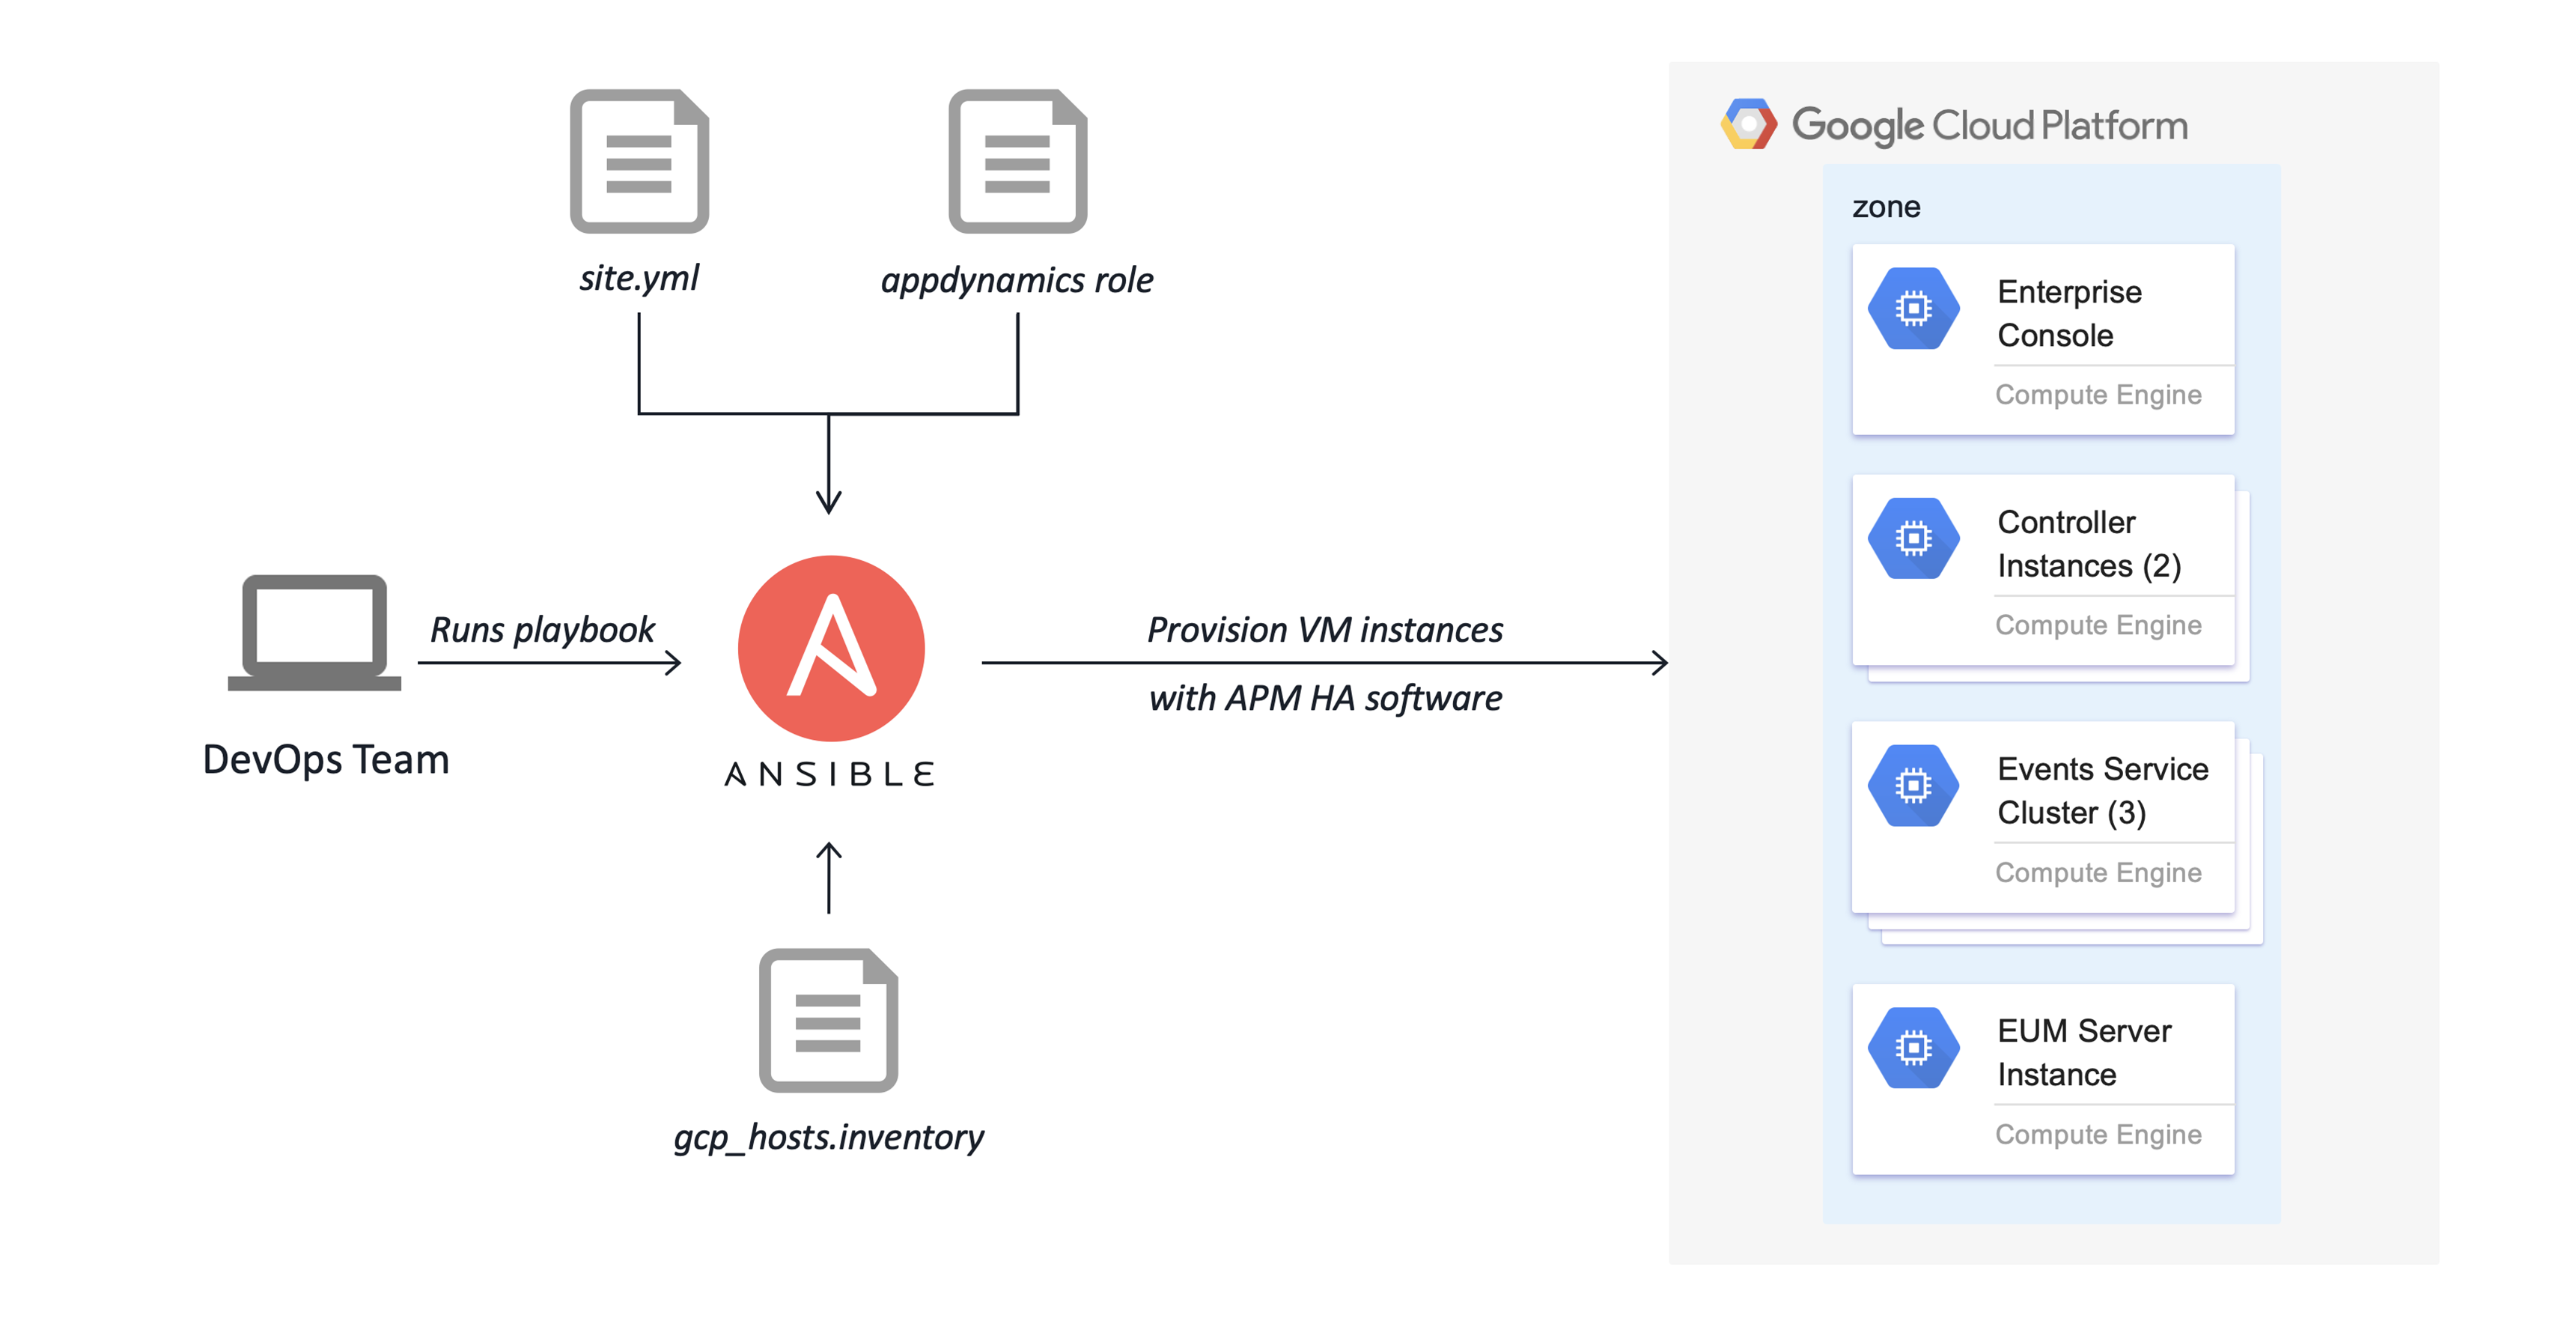 site.yml
appdynamics role
Runs playbook
DevOps Team
ANSIBLE
gcp_hosts.inventory
Provision VM instances
with APM HA software
Google Cloud Platform
zone
Enterprise
Console
Compute Engine
Controller
Instances (2)
Compute Engine
Events Service
Cluster (3)
Compute Engine
EUM Server
Instance
Compute Engine